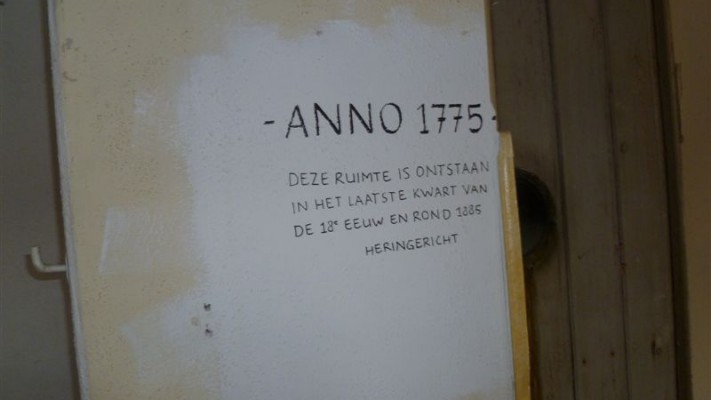 - ANNO 1775 -
DEZE RUIMTE IS ONTSTAAN
IN HET LAATSTE KWART VAN
DE 18e EEUW EN ROND 1885
HERINGERICHT